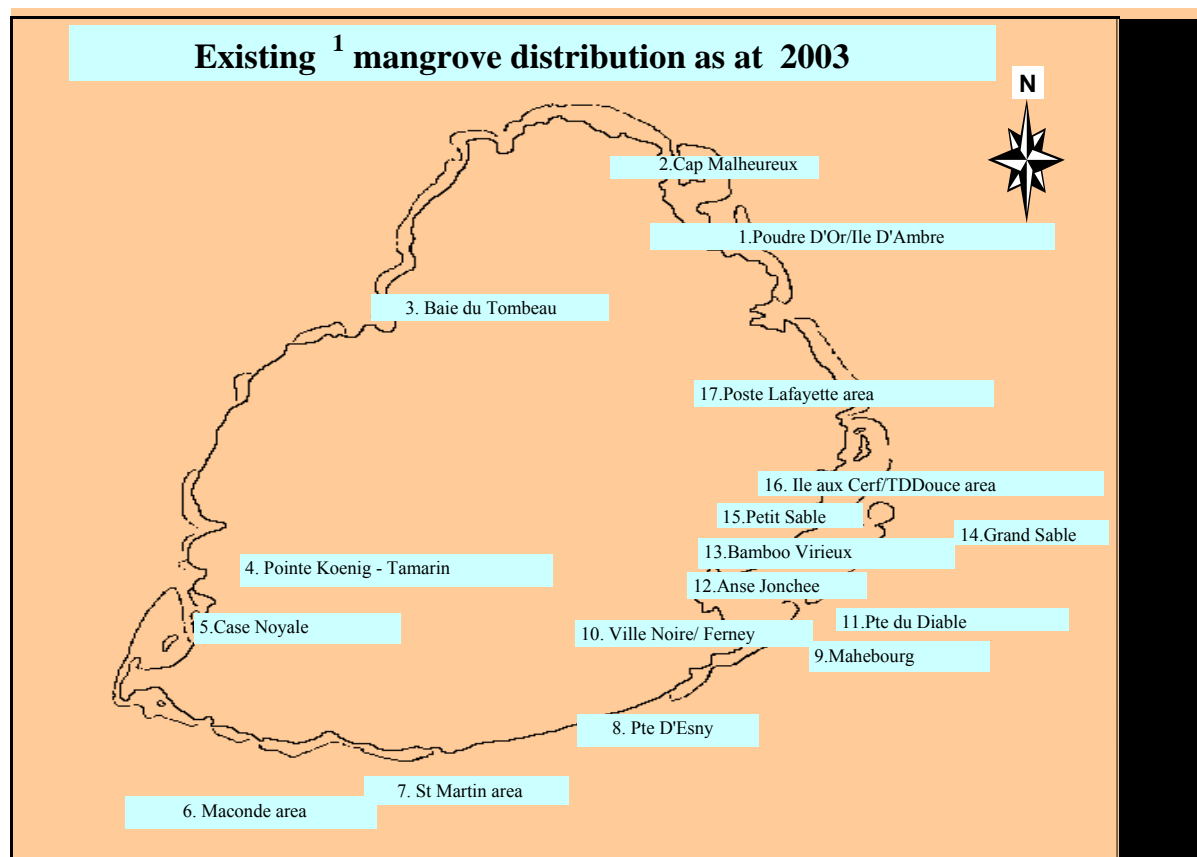 Existing 1 mangrove distribution as at 2003
N
2.Cap Malheureux
1.Poudre D'Or/Ile D'Ambre
3. Baie du Tombeau
17.Poste Lafayette area
16. Ile aux Cerf/TDDouce area
15.Petit Sable
14.Grand Sable
13.Bamboo Virieux
4. Pointe Koenig - Tamarin
12.Anse Jonchee
11.Pte du Diable
15.Case Noyale
10. Ville Noire/ Ferney
9.Mahebourg
8. Pte D'Esny
7. St Martin area
6. Maconde area